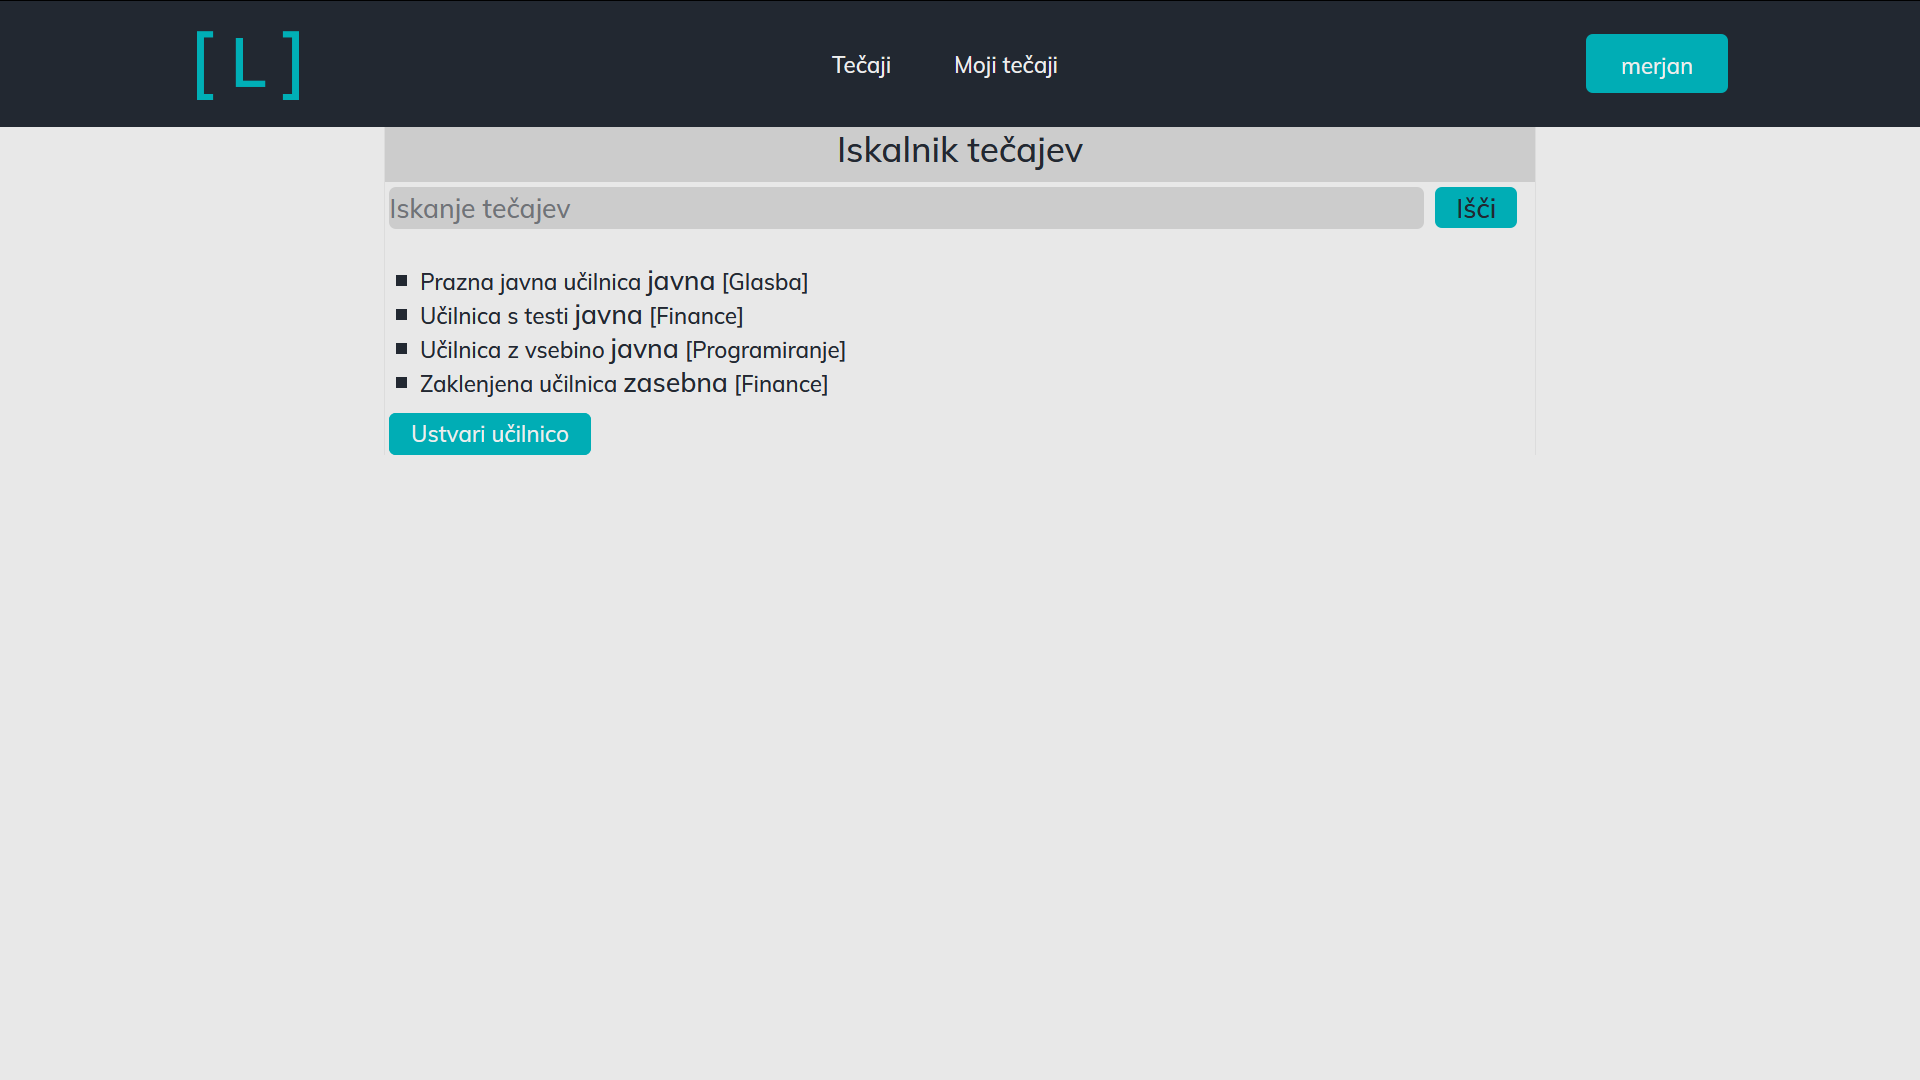 [ L ]
Tečaji
Moji tečaji
merjan
Iskalnik tečajev
Iskanje tečajev
Išči
Prazna javna učilnica javna [Glasba]
Učilnica s testi javna [Finance]
Učilnica z vsebino javna [Programiranje]
Zaklenjena učilnica zasebna [Finance]
Ustvari učilnico